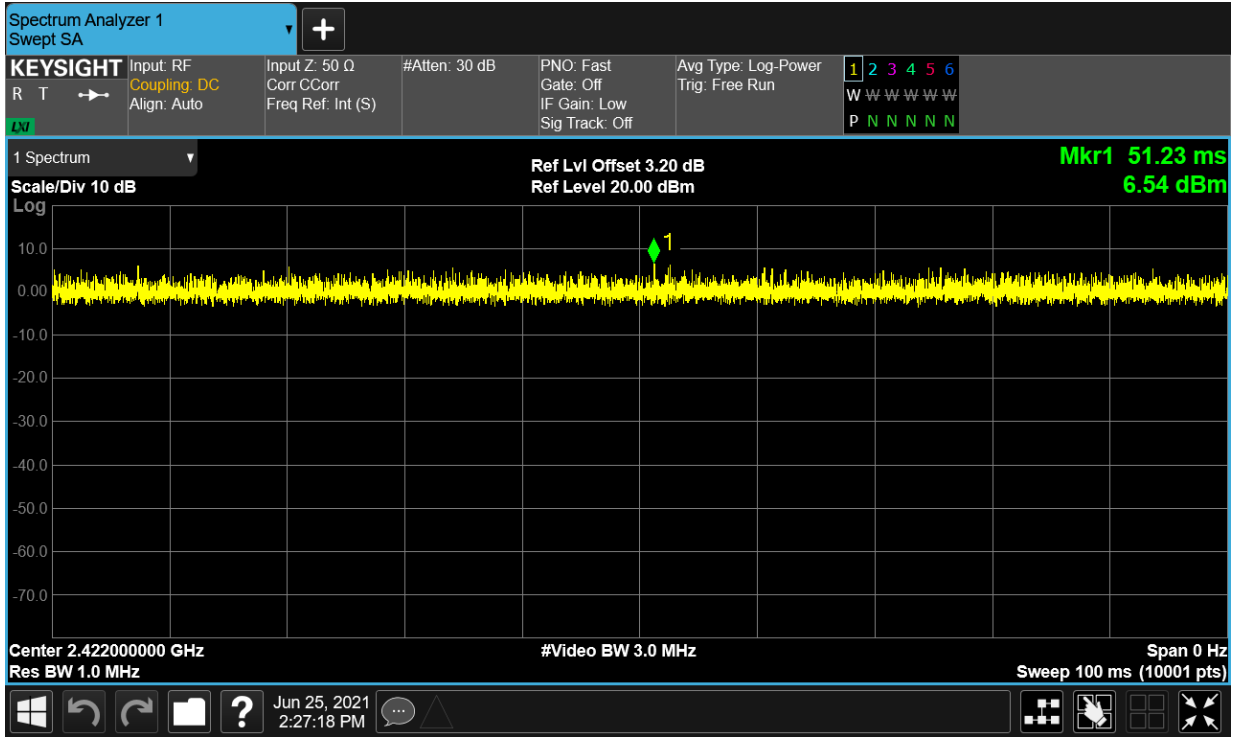 Spectrum Analyzer 1
Swept SA
KEYSIGHT
R T
LXI
Input: RF
Coupling: DC
Align: Auto
Input Z: 50 Ω
Corr CCorr
Freq Ref: Int (S)
#Atten: 30 dB
PNO: Fast
Gate: Off
IF Gain: Low
Sig Track: Off
Avg Type: Log-Power
Trig: Free Run
1 2 3 4 5 6
W W W W W W
P N N N N N
1 Spectrum
Scale/Div 10 dB
Log
Ref Lvl Offset 3.20 dB
Ref Level 20.00 dBm
Mkr1 51.23 ms
6.54 dBm
1
10.0
0.00
-10.0
-20.0
-30.0
-40.0
-50.0
-60.0
-70.0
Center 2.422000000 GHz
Res BW 1.0 MHz
#Video BW 3.0 MHz
Span 0 Hz
Sweep 100 ms (10001 pts)
?
Jun 25, 2021
2:27:18 PM